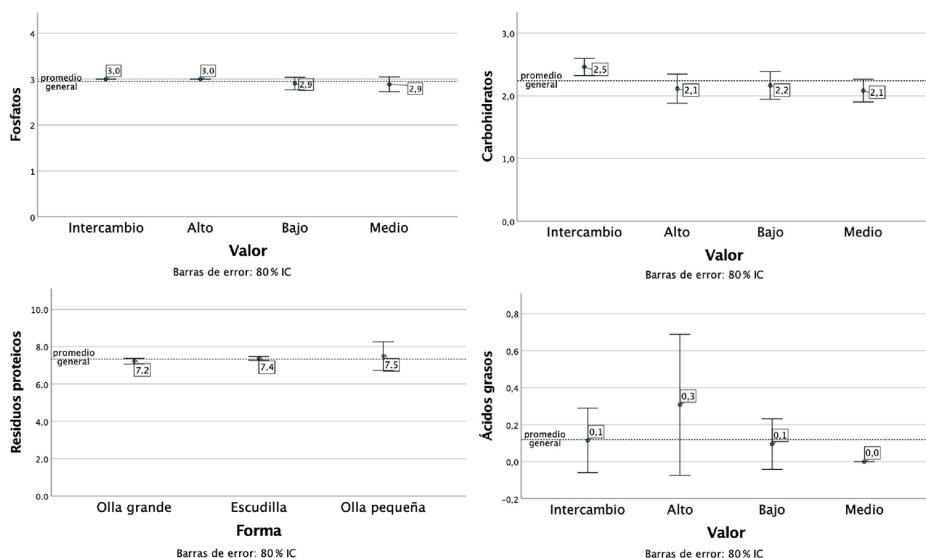 Fosfatos
4
3
2
1
0
promedio
general
3,0
3,0
2,9
2,9
Intercambio
Alto
Bajo
Medio
Valor
Barras de error: 80 % IC
Carbohidratos
3,0
2,0
1,0
0,0
promedio
general
2,5
2,1
2,2
2,1
Intercambio
Alto
Bajo
Medio
Valor
Barras de error: 80 % IC
Residuos proteicos
10.0
8.0
6.0
4.0
2.0
0.0
promedio
general
7.2
7.4
7.5
Olla grande
Escudilla
Olla pequeña
Forma
Barras de error: 80 % IC
Ácidos grasos
0,8
0,6
0,4
0,2
0,0
-0,2
promedio
general
0,1
0,3
0,1
0,0
Intercambio
Alto
Bajo
Medio
Valor
Barras de error: 80 % IC